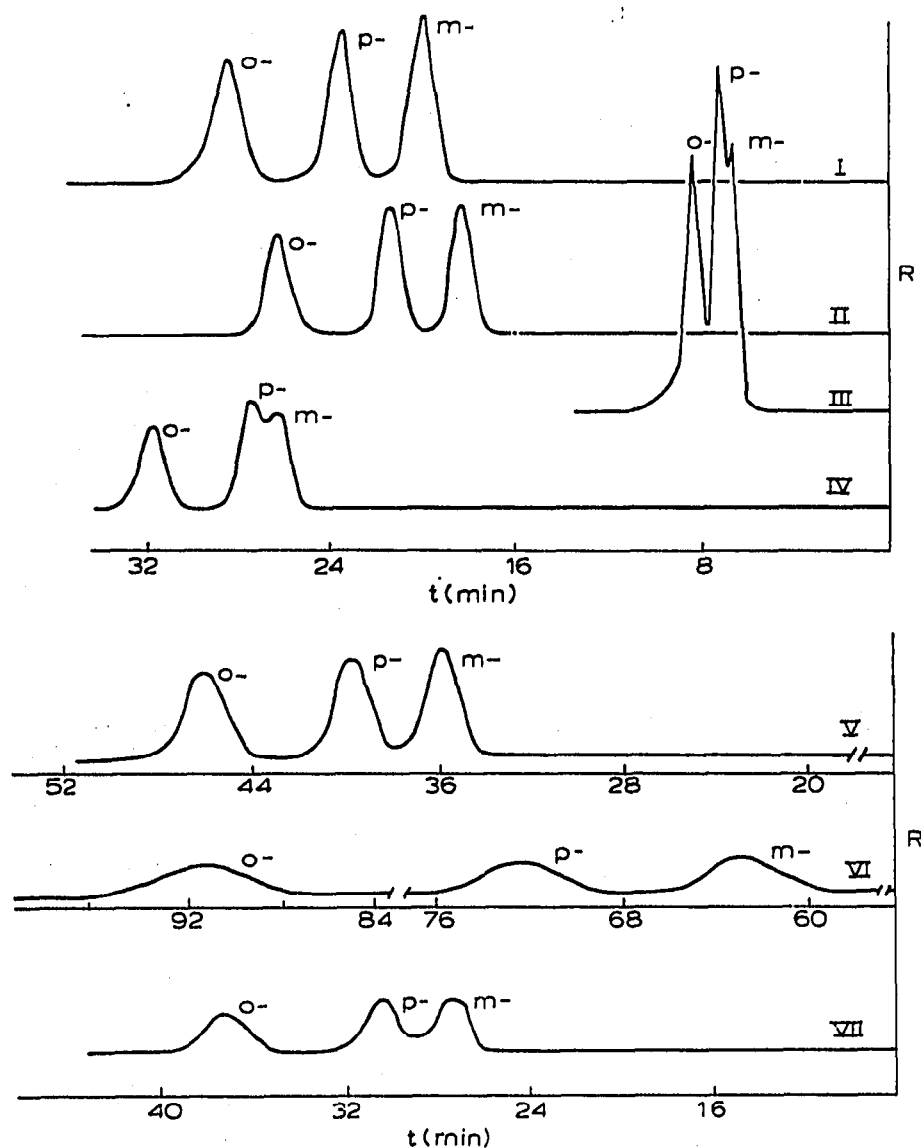 o- p- m-
p-
o- m- I
o- p- m-
R
II
p-
o- m- III
IV
32 24 16 8
t(min)
o- p- m-
V
52 44 36 28 20
R
o- p- m- VI
92 84 76 68 60
o- p- m- VII
40 32 24 16
t(min)